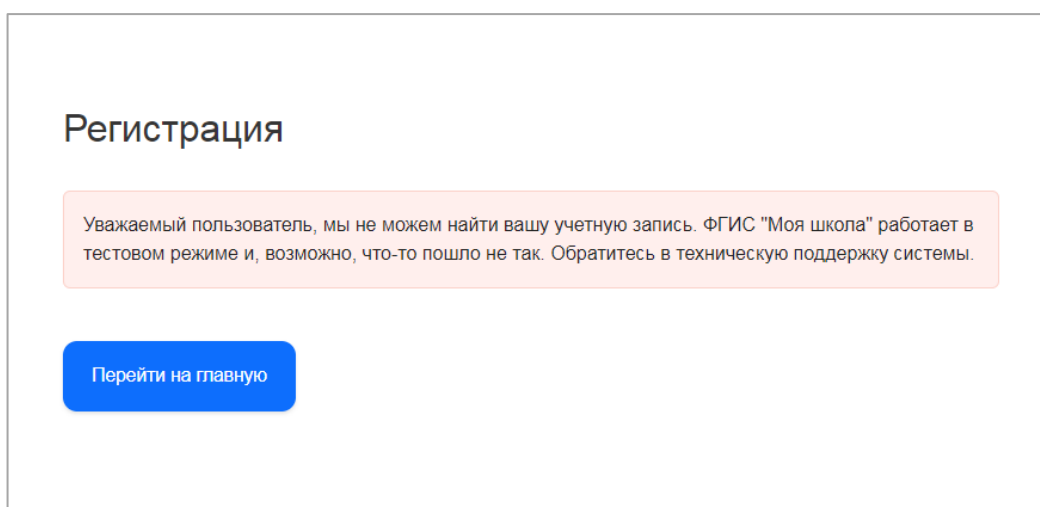 Регистрация
Уважаемый пользователь, мы не можем найти вашу учетную запись. ФГИС "Моя школа" работает в
тестовом режиме и, возможно, что-то пошло не так. Обратитесь в техническую поддержку системы.
Перейти на главную